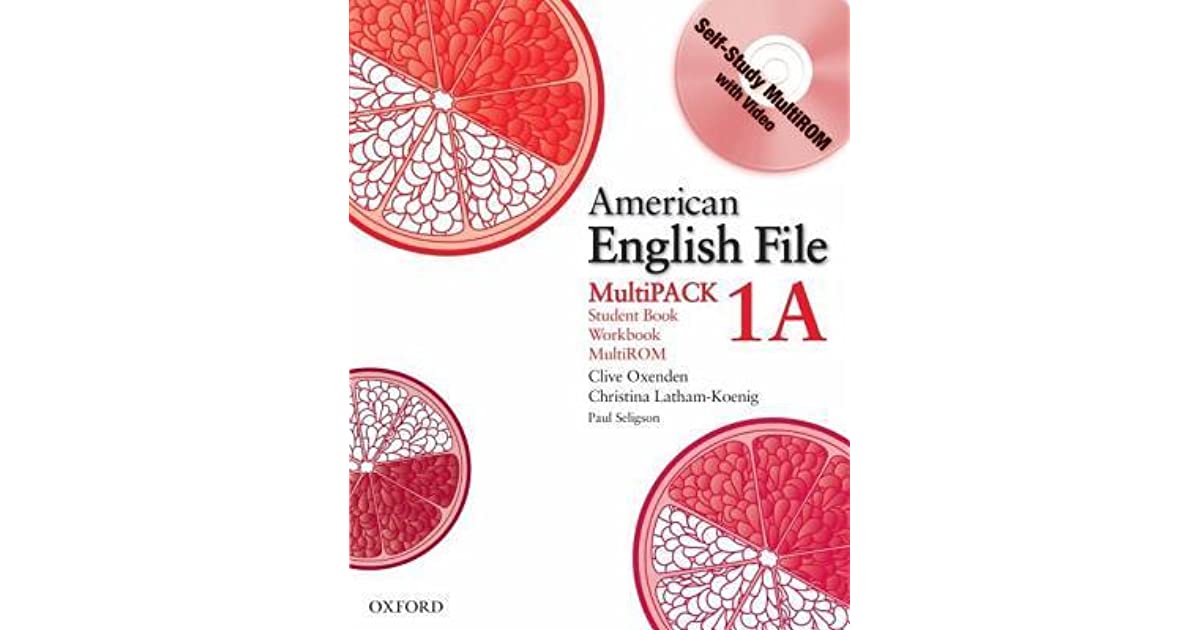 Self-Study MultiROM
with Video
American
English File
MultiPACK 1A
Student Book
Workbook
MultiROM
Clive Oxenden
Christina Latham-Koenig
Paul Seligson
OXFORD